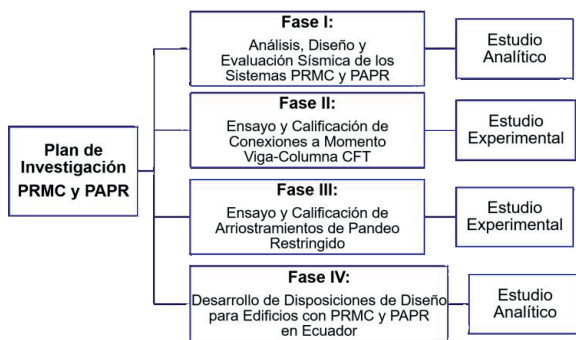 Fase I:
Análisis, Diseño y
Evaluación Sísmica de los
Sistemas PRMC y PAPR
Estudio
Analítico
Fase II:
Ensayo y Calificación de
Conexiones a Momento
Viga-Columna CFT
Estudio
Experimental
Plan de
Investigación
PRMC y PAPR
Fase III:
Ensayo y Calificación de
Arriostramientos de Pandeo
Restringido
Estudio
Experimental
Fase IV:
Desarrollo de Disposiciones de Diseño
para Edificios con PRMC y PAPR
en Ecuador
Estudio
Analítico